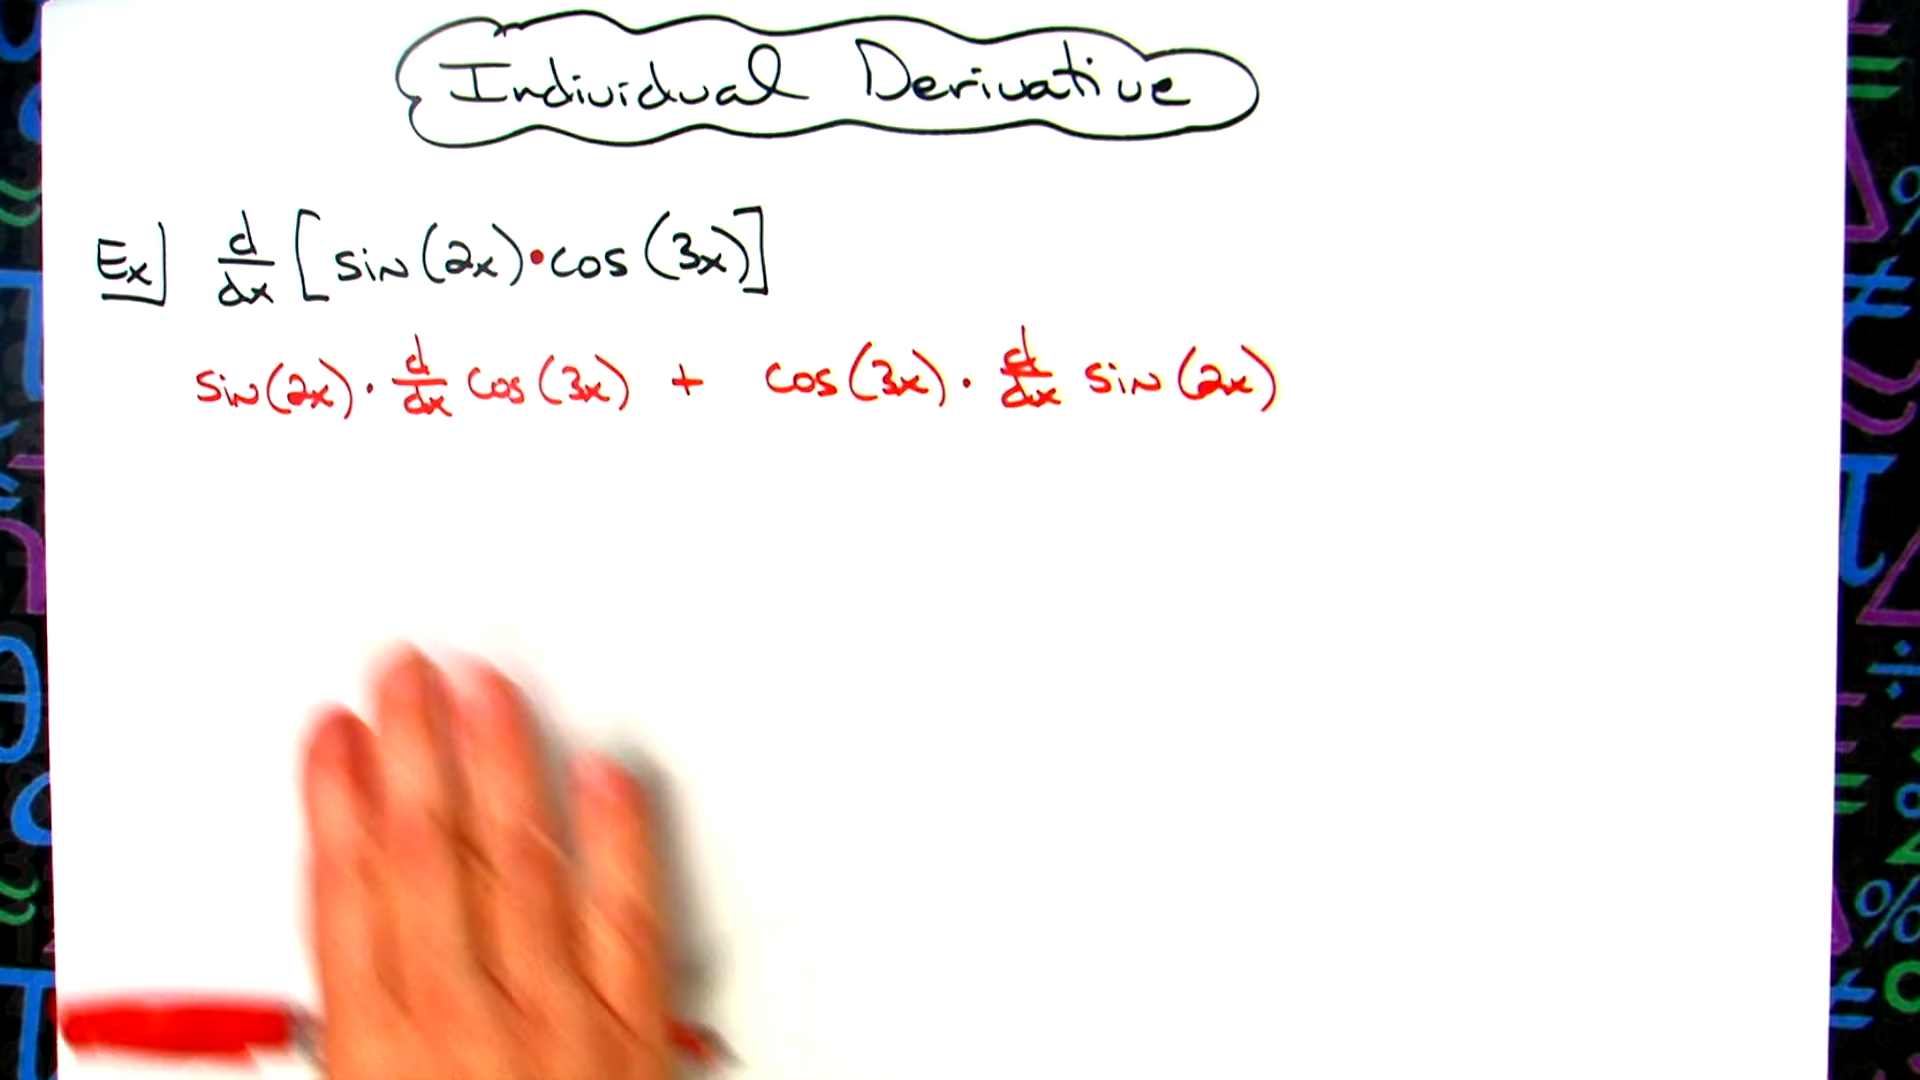 Individual Derivative
Ex] d/dx [sin(2x)•cos(3x)]
sin(2x)· d/dx cos(3x) + cos(3x)· d/dx sin(2x)